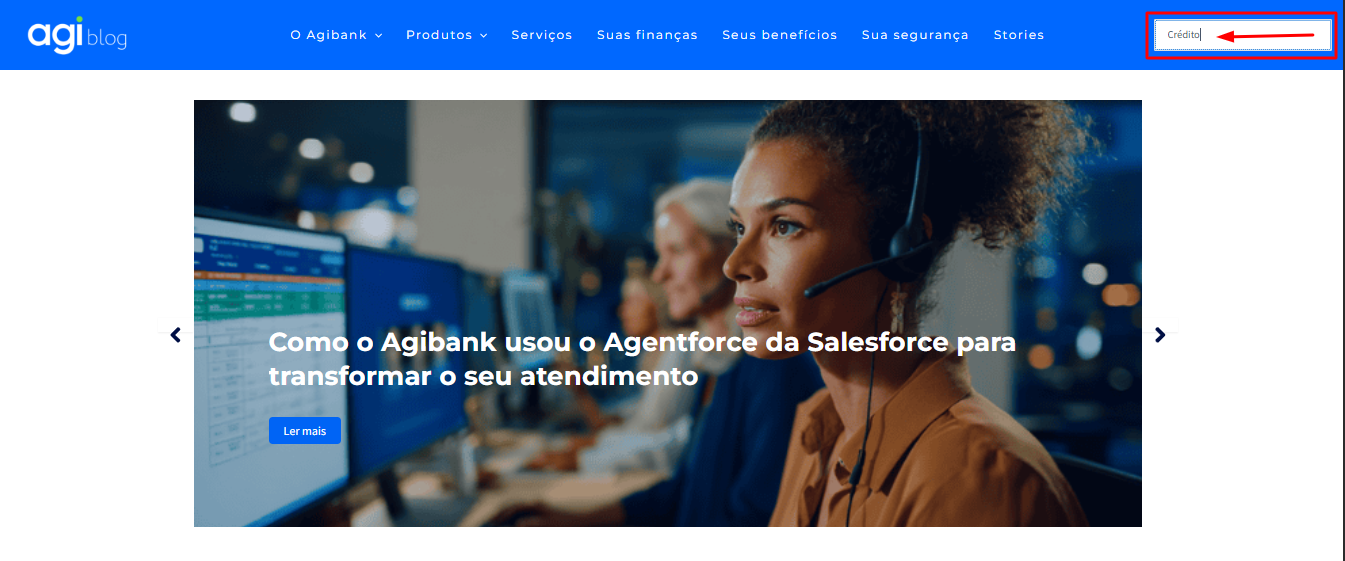 agi blog
O Agibank
Produtos
Serviços
Suas finanças
Seus benefícios
Sua segurança
Stories
Crédito
Como o Agibank usou o Agentforce da Salesforce para
transformar o seu atendimento
Ler mais